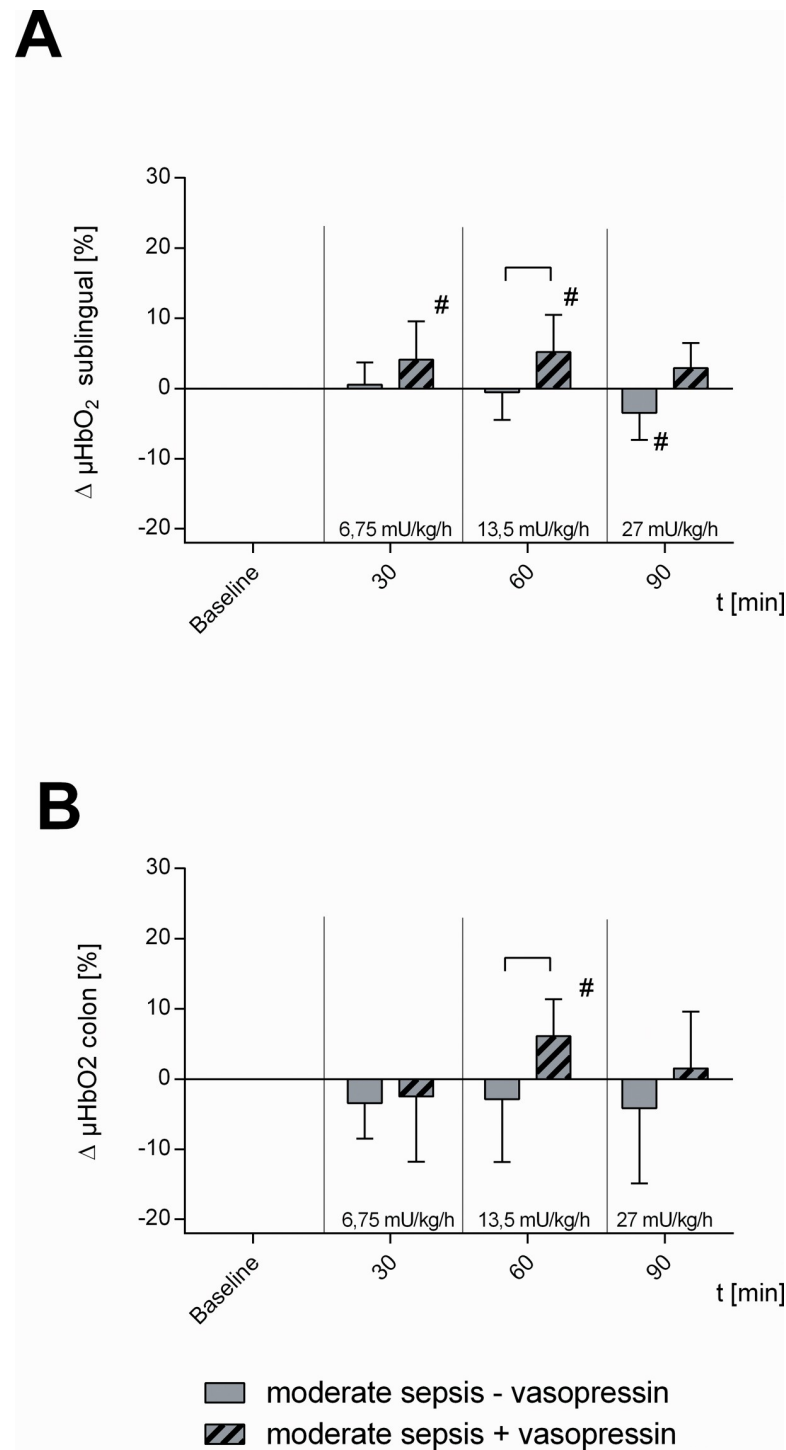 A
Δ µHbO2 sublingual [%]
30
20
10
0
-10
-20
#
#
#
6,75 mU/kg/h
13,5 mU/kg/h
27 mU/kg/h
Baseline
30
60
90
t [min]
B
Δ µHbO2 colon [%]
30
20
10
0
-10
-20
#
6,75 mU/kg/h
13,5 mU/kg/h
27 mU/kg/h
Baseline
30
60
90
t [min]
moderate sepsis - vasopressin
moderate sepsis + vasopressin